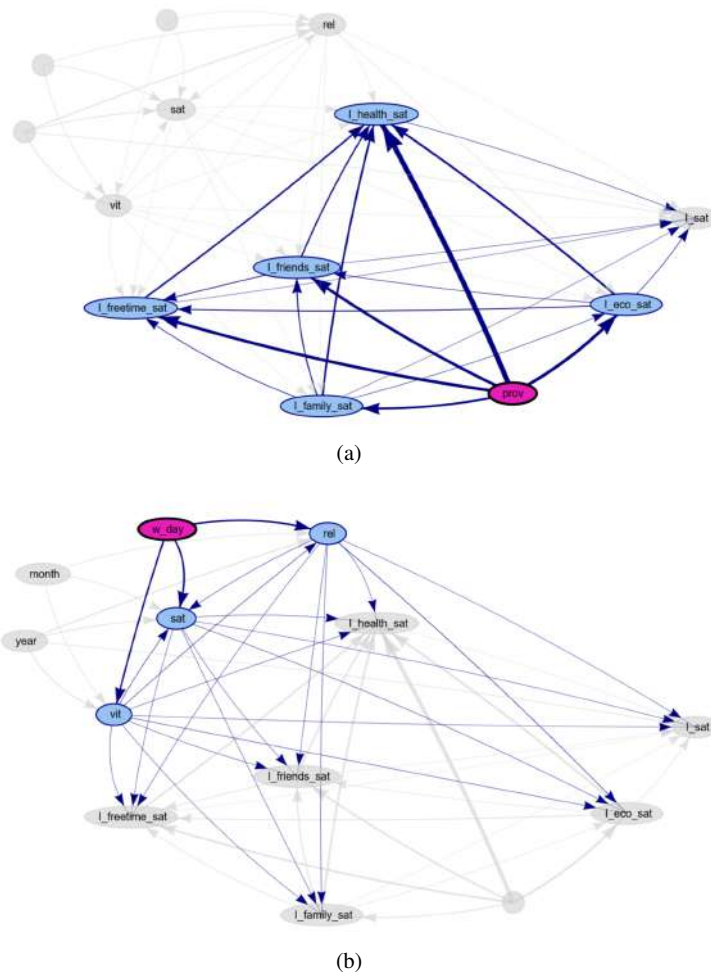 rel
sat
l_health_sat
vit
l_sat
l_friends_sat
l_freetime_sat
l_eco_sat
prov
l_family_sat
(a)
w_day
rel
month
sat
l_health_sat
year
vit
l_sat
l_friends_sat
l_freetime_sat
l_eco_sat
l_family_sat
(b)